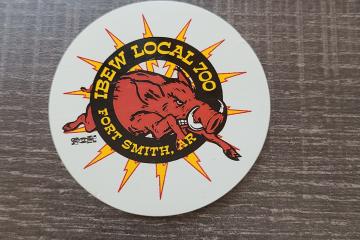 IBEW LOCAL 700
FORT SMITH, AR